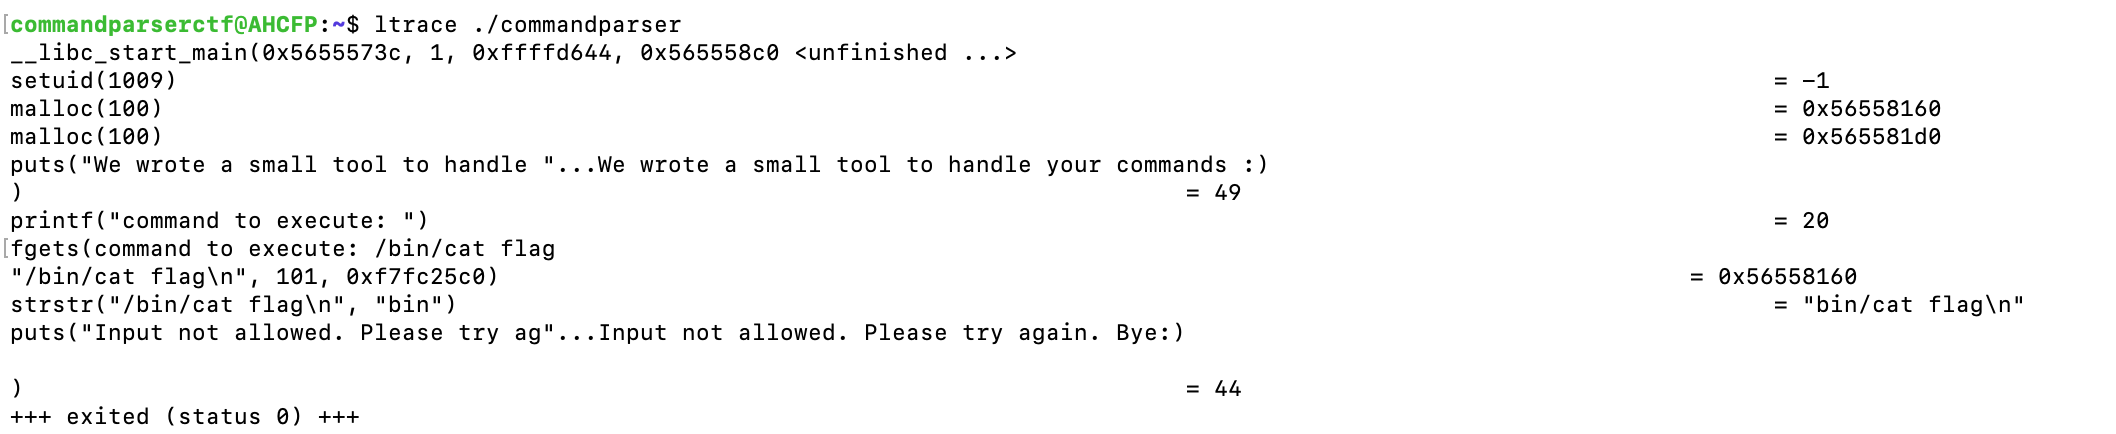 [commandparserctf@AHCFP:~$ ltrace ./commandparser
__libc_start_main(0x5655573c, 1, 0xffffd644, 0x565558c0 <unfinished ...>
setuid(1009) = -1
malloc(100) = 0x56558160
malloc(100) = 0x565581d0
puts("We wrote a small tool to handle "...We wrote a small tool to handle your commands :)
) = 49
printf("command to execute: ") = 20
[fgets(command to execute: /bin/cat flag
"/bin/cat flag\n", 101, 0xf7fc25c0) = 0x56558160
strstr("/bin/cat flag\n", "bin") = "bin/cat flag\n"
puts("Input not allowed. Please try ag"...Input not allowed. Please try again. Bye:)
) = 44
+++ exited (status 0) +++